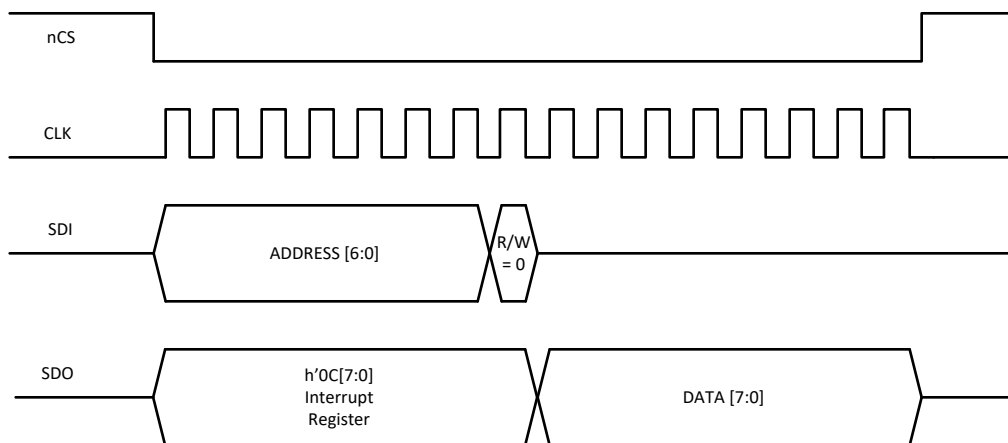 nCS
CLK
SDI
ADDRESS [6:0]
R/W
= 0
SDO
h'0C[7:0]
Interrupt
Register
DATA [7:0]